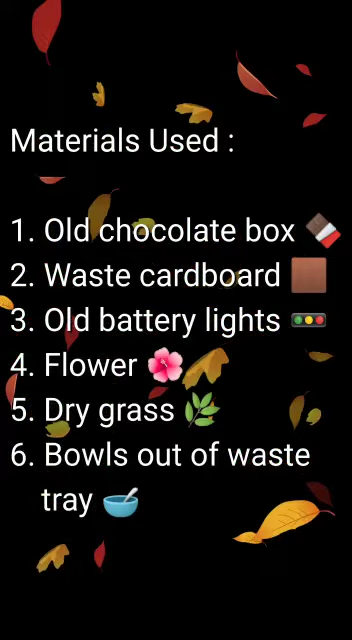 Materials Used :
1. Old chocolate box 🍫
2. Waste cardboard 🟫
3. Old battery lights 🚥
4. Flower 🌺
5. Dry grass 🌿
6. Bowls out of waste
tray 🥣